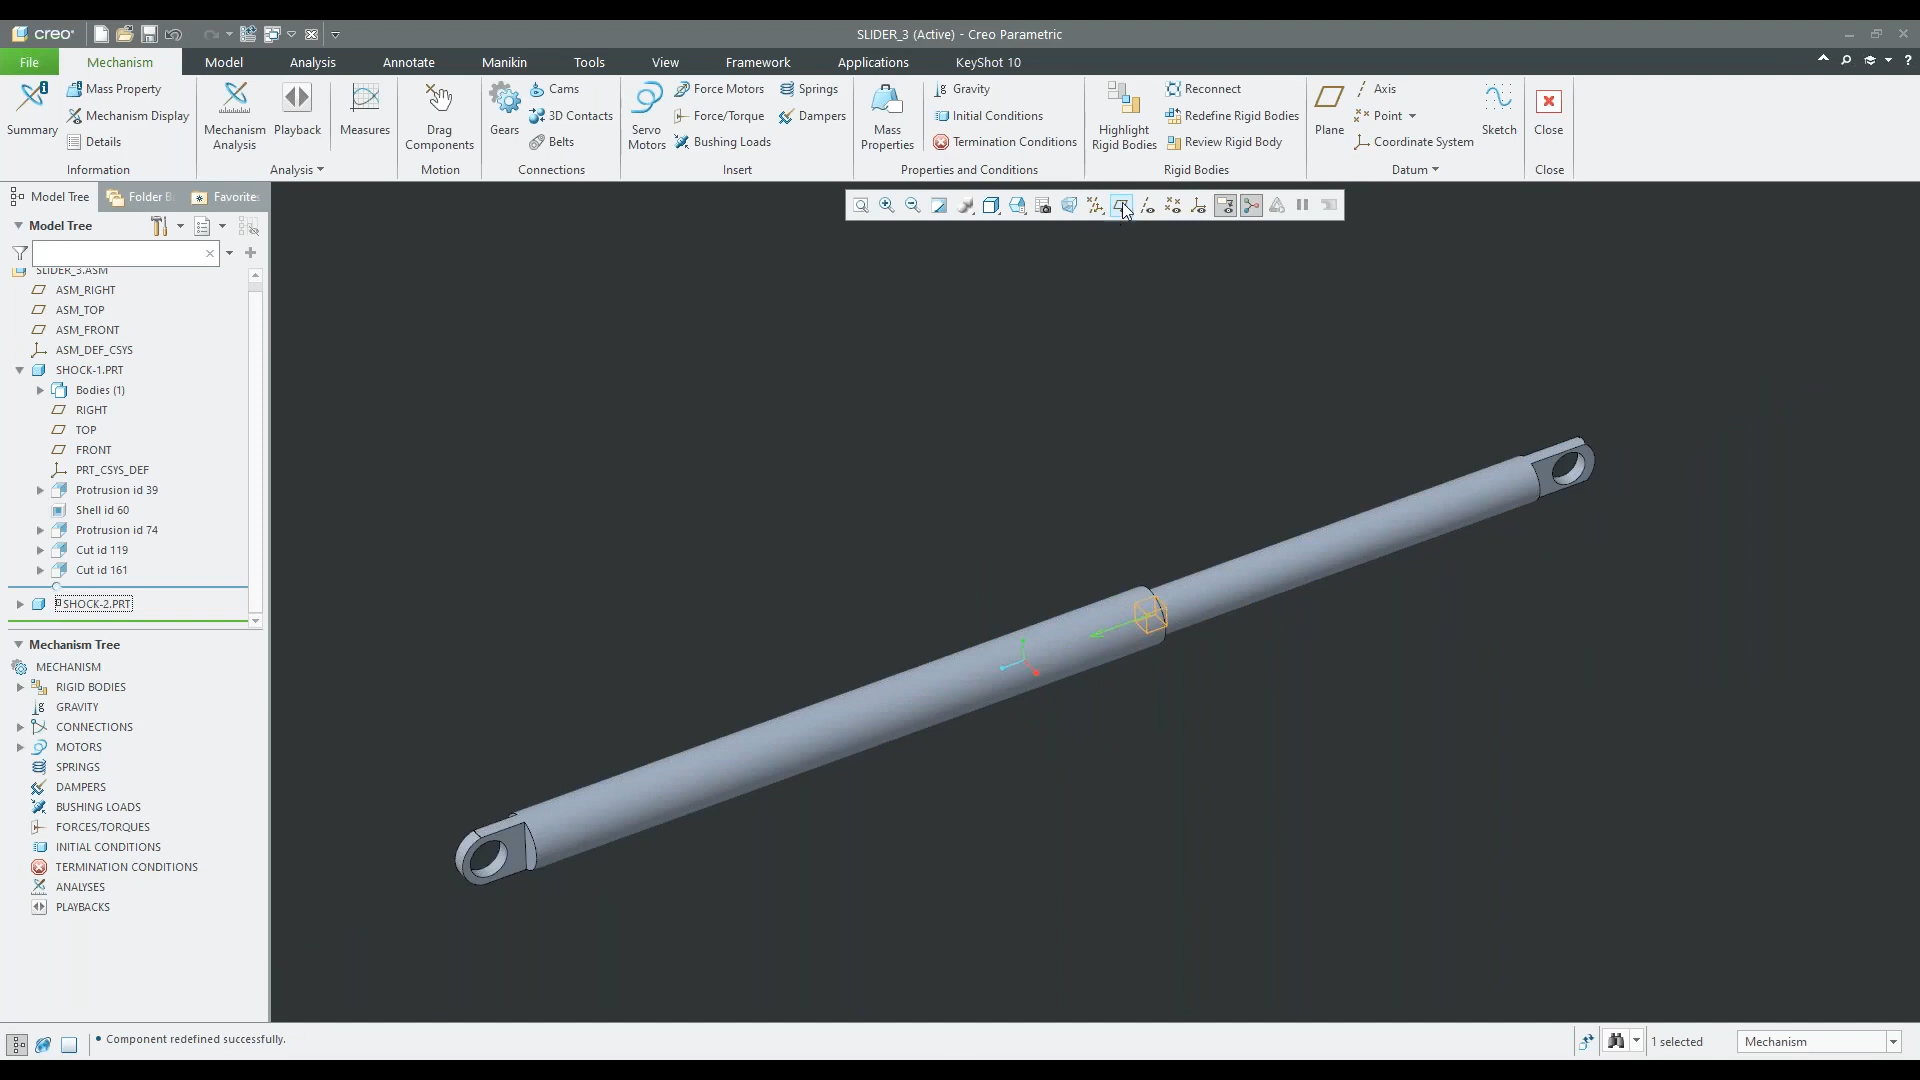 creo
SLIDER_3 (Active) - Creo Parametric
File
Mechanism
Model
Analysis
Annotate
Manikin
Tools
View
Framework
Applications
KeyShot 10
Summary
Mass Property
Mechanism Display
Details
Information
Mechanism Analysis
Playback
Measures
Analysis
Drag Components
Motion
Gears
Cams
3D Contacts
Belts
Connections
Servo Motors
Force Motors
Force/Torque
Bushing Loads
Springs
Dampers
Insert
Mass Properties
Gravity
Initial Conditions
Termination Conditions
Properties and Conditions
Highlight Rigid Bodies
Reconnect
Redefine Rigid Bodies
Review Rigid Body
Rigid Bodies
Plane
Axis
Point
Coordinate System
Sketch
Datum
Close
Close
Model Tree
Folder B
Favorites
Model Tree
SLIDER_3.ASM
ASM_RIGHT
ASM_TOP
ASM_FRONT
ASM_DEF_CSYS
SHOCK-1.PRT
Bodies (1)
RIGHT
TOP
FRONT
PRT_CSYS_DEF
Protrusion id 39
Shell id 60
Protrusion id 74
Cut id 119
Cut id 161
SHOCK-2.PRT
Mechanism Tree
MECHANISM
RIGID BODIES
GRAVITY
CONNECTIONS
MOTORS
SPRINGS
DAMPERS
BUSHING LOADS
FORCES/TORQUES
INITIAL CONDITIONS
TERMINATION CONDITIONS
ANALYSES
PLAYBACKS
• Component redefined successfully.
1 selected
Mechanism